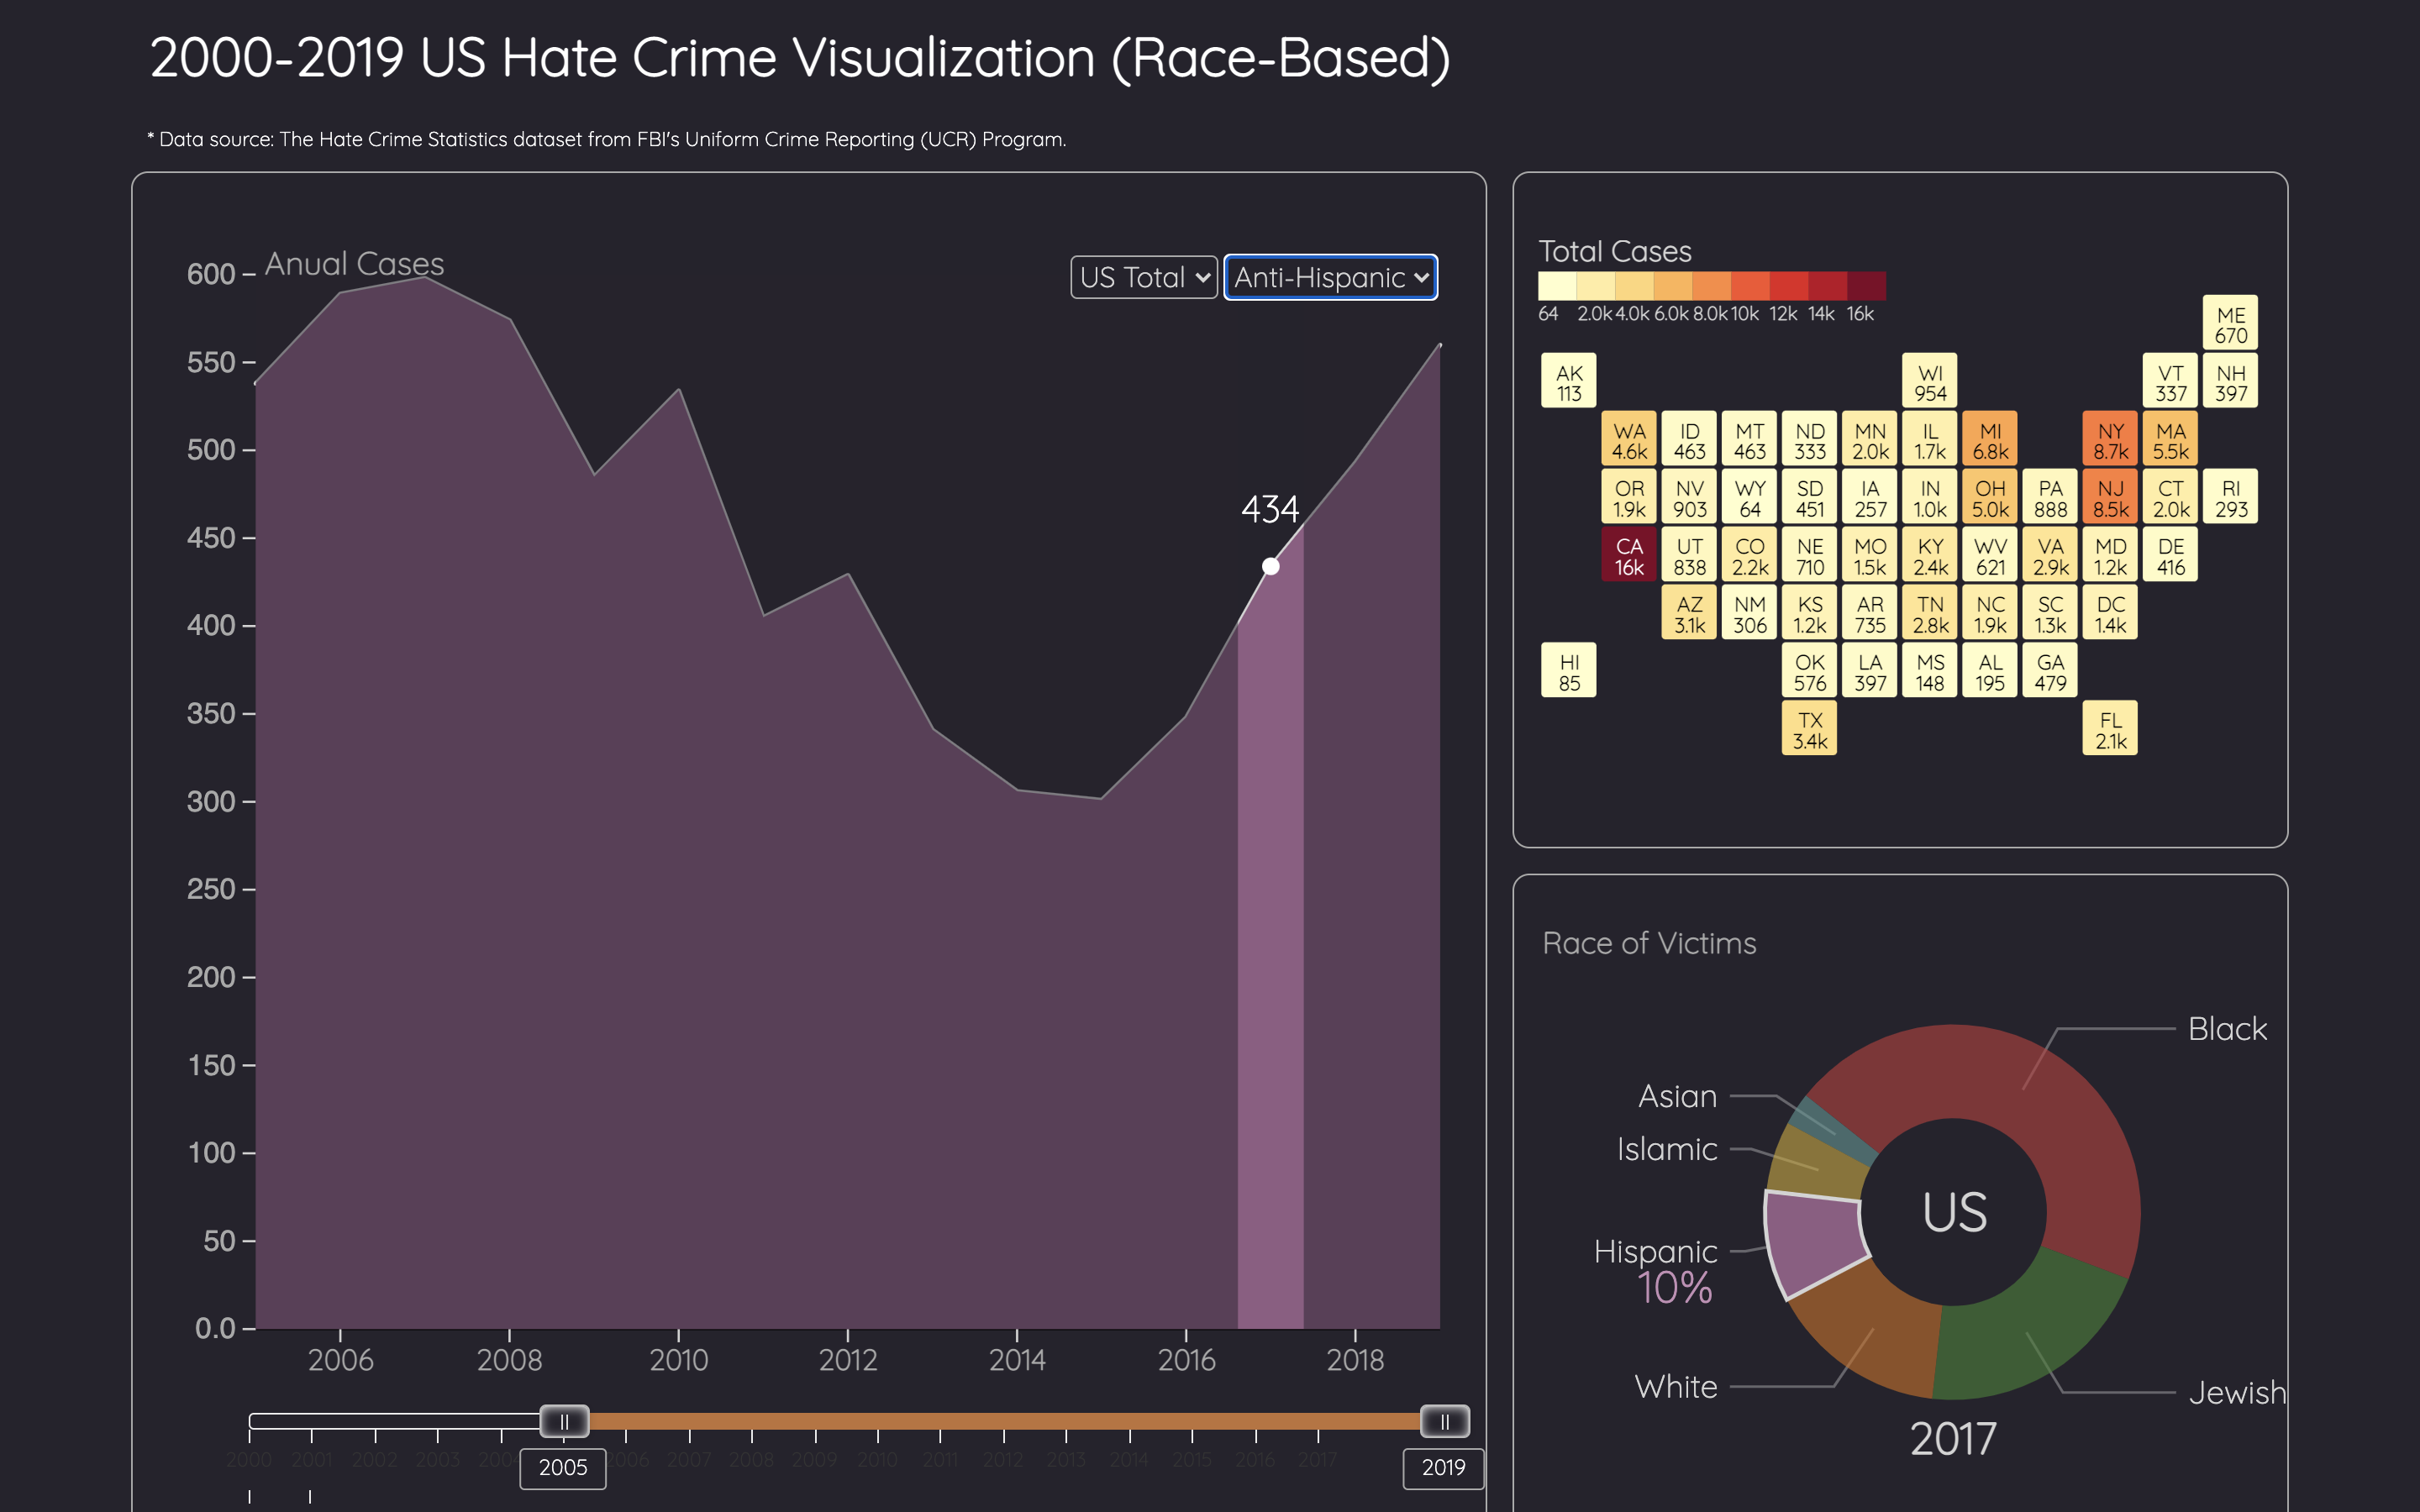 2000-2019 US Hate Crime Visualization (Race-Based)
* Data source: The Hate Crime Statistics dataset from FBI's Uniform Crime Reporting (UCR) Program.
Anual Cases
US Total
Anti-Hispanic
600
550
500
450
400
350
300
250
200
150
100
50
0.0
434
2006 2008 2010 2012 2014 2016 2018
2000 2001 2002 2003 2004 2006 2007 2008 2009 2010 2011 2012 2013 2014 2015 2016 2017
2005 2019
Total Cases
64 2.0k 4.0k 6.0k 8.0k 10k 12k 14k 16k
ME
670
AK WI VT NH
113 954 337 397
WA ID MT ND MN IL MI NY MA
4.6k 463 463 333 2.0k 1.7k 6.8k 8.7k 5.5k
OR NV WY SD IA IN OH PA NJ CT RI
1.9k 903 64 451 257 1.0k 5.0k 888 8.5k 2.0k 293
CA UT CO NE MO KY WV VA MD DE
16k 838 2.2k 710 1.5k 2.4k 621 2.9k 1.2k 416
AZ NM KS AR TN NC SC DC
3.1k 306 1.2k 735 2.8k 1.9k 1.3k 1.4k
HI OK LA MS AL GA
85 576 397 148 195 479
TX FL
3.4k 2.1k
Race of Victims
Black
Asian
Islamic
US
Hispanic
10%
White
Jewish
2017